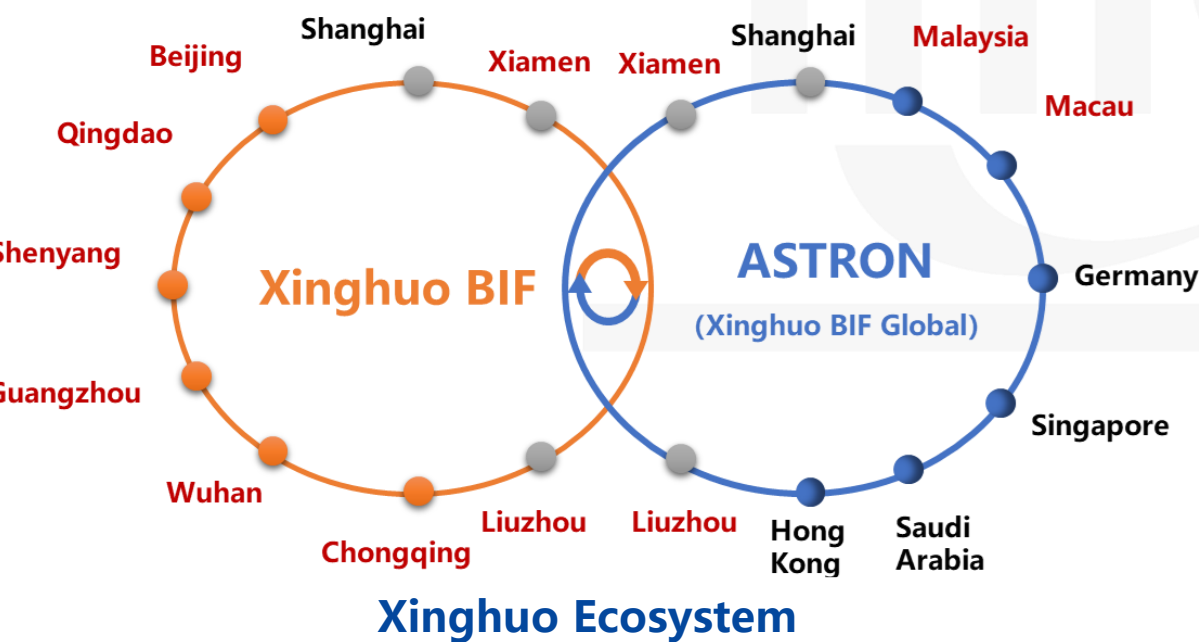 Shanghai
Beijing
Xiamen
Xiamen
Shanghai
Malaysia
Qingdao
Macau
Shenyang
Xinghuo BIF
ASTRON
(Xinghuo BIF Global)
Germany
Guangzhou
Singapore
Wuhan
Chongqing
Liuzhou
Liuzhou
Hong
Kong
Saudi
Arabia
Xinghuo Ecosystem